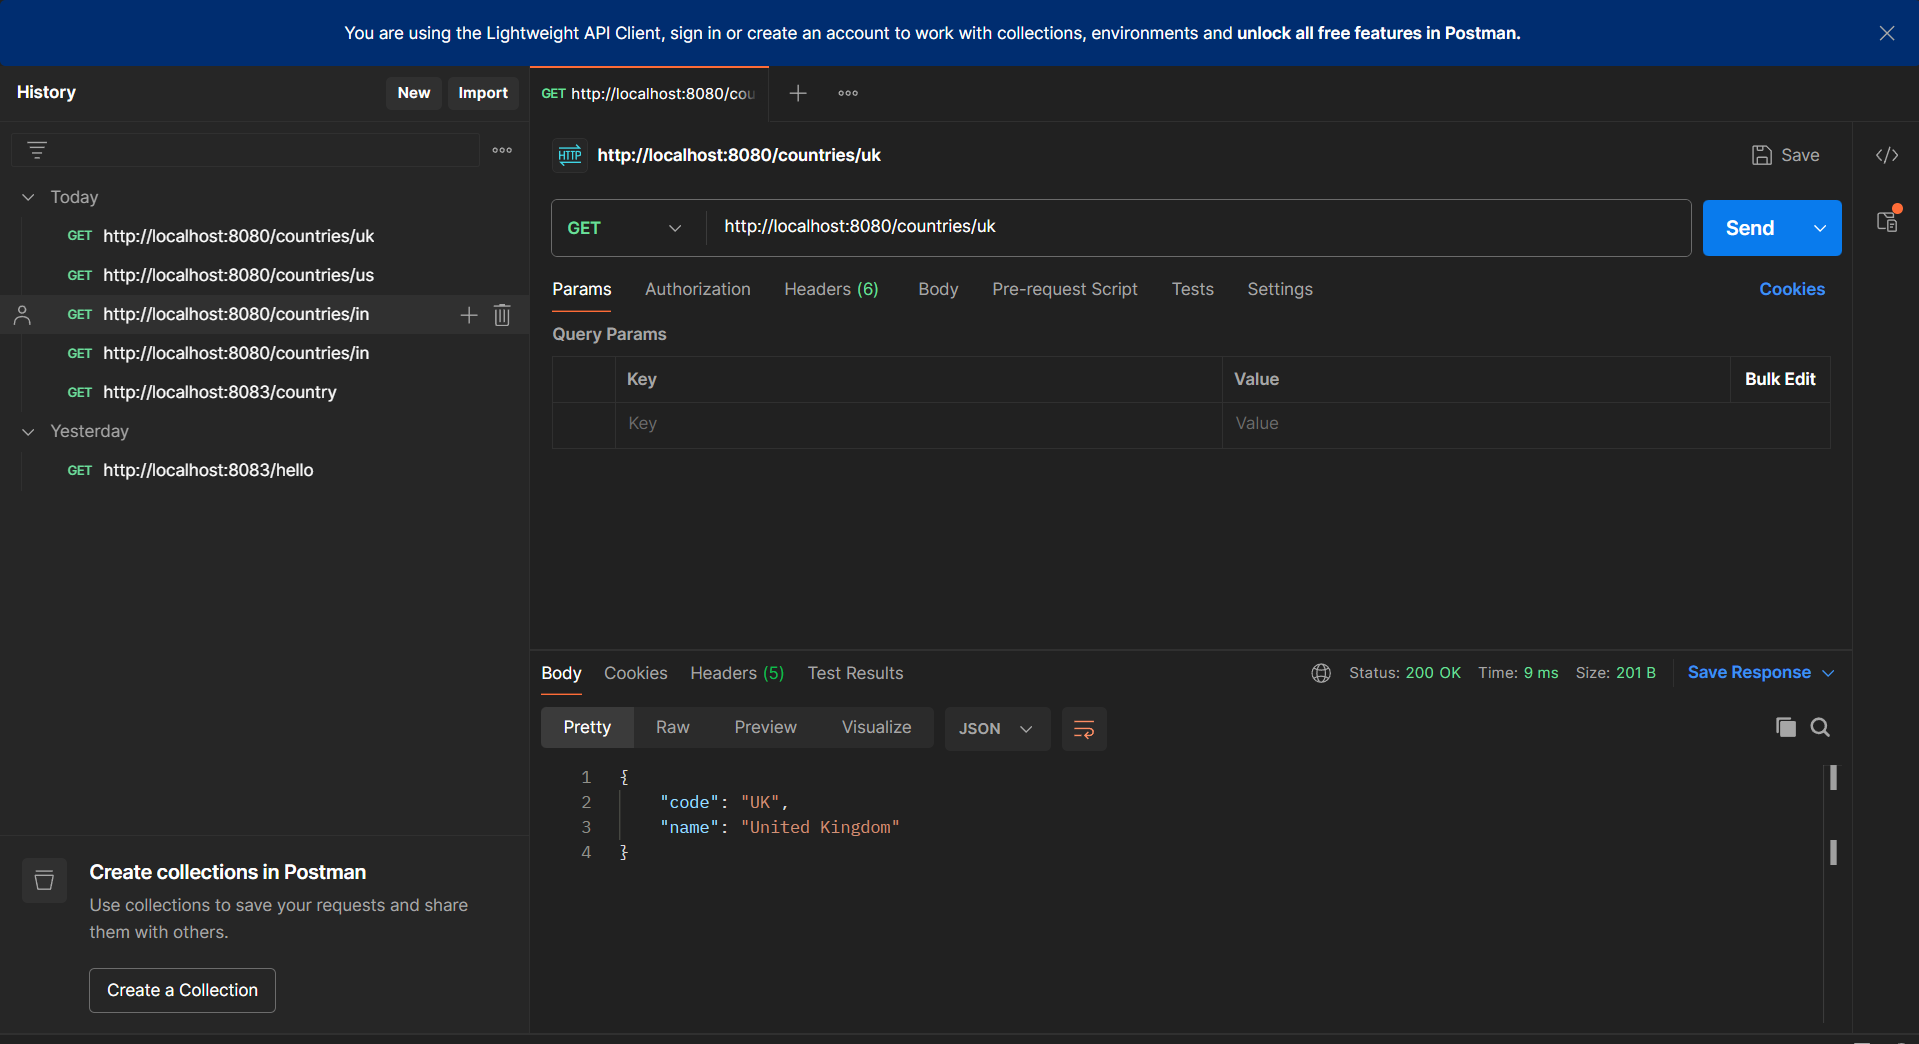 You are using the Lightweight API Client, sign in or create an account to work with collections, environments and unlock all free features in Postman.
History
New
Import
GET http://localhost:8080/cou
HTTP
http://localhost:8080/countries/uk
Save
Today
GET http://localhost:8080/countries/uk
GET http://localhost:8080/countries/us
GET http://localhost:8080/countries/in
GET http://localhost:8080/countries/in
GET http://localhost:8083/country
Yesterday
GET http://localhost:8083/hello
GET
http://localhost:8080/countries/uk
Send
Params
Authorization
Headers (6)
Body
Pre-request Script
Tests
Settings
Cookies
Query Params
Key
Value
Bulk Edit
Key
Value
Body
Cookies
Headers (5)
Test Results
Status: 200 OK
Time: 9 ms
Size: 201 B
Save Response
Pretty
Raw
Preview
Visualize
JSON
1 {
2 "code": "UK",
3 "name": "United Kingdom"
4 }
Create collections in Postman
Use collections to save your requests and share
them with others.
Create a Collection